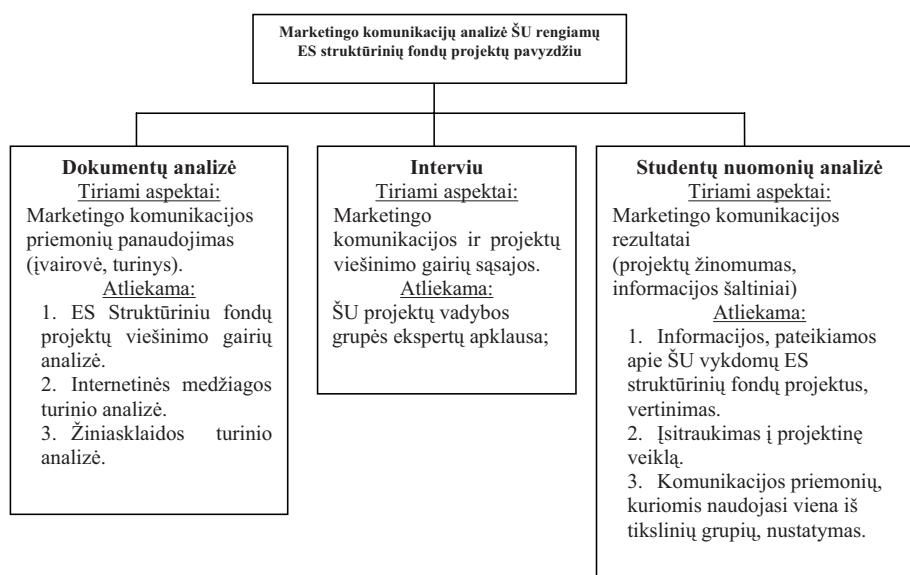 Marketingo komunikacijų analizė ŠU rengiamų
ES struktūrinių fondų projektų pavyzdžiu
Dokumentų analizė
Tiriami aspektai:
Marketingo komunikacijos
priemonių panaudojimas
(įvairovė, turinys).
Atliekama:
1. ES Struktūriniu fondų
projektų viešinimo gairių
analizė.
2. Internetinės medžiagos
turinio analizė.
3. Žiniasklaidos turinio
analizė.
Interviu
Tiriami aspektai:
Marketingo
komunikacijos ir projektų
viešinimo gairių sąsajos.
Atliekama:
ŠU projektų vadybos
grupės ekspertų apklausa;
Studentų nuomonių analizė
Tiriami aspektai:
Marketingo komunikacijos
rezultatai
(projektų žinomumas,
informacijos šaltiniai)
Atliekama:
1. Informacijos, pateikiamos
apie ŠU vykdomų ES
struktūrinių fondų projektus,
vertinimas.
2. Įsitraukimas į projektinę
veiklą.
3. Komunikacijos priemonių,
kuriomis naudojasi viena iš
tikslinių grupių, nustatymas.